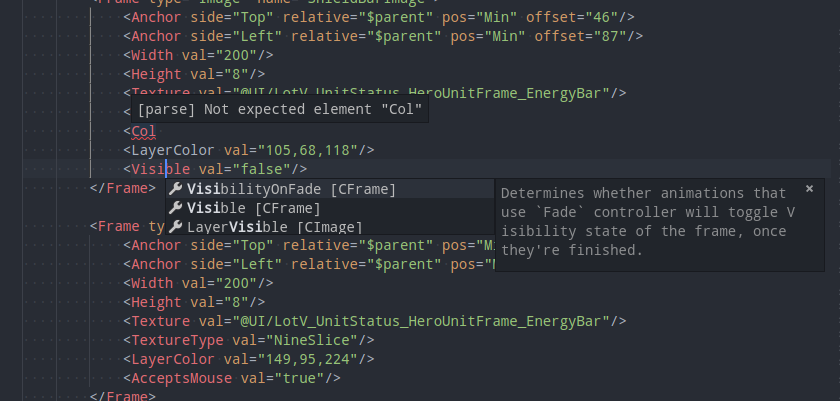 <Frame type="Image" name="ShieldBarImage">
<Anchor side="Top" relative="$parent" pos="Min" offset="46"/>
<Anchor side="Left" relative="$parent" pos="Min" offset="87"/>
<Width val="200"/>
<Height val="8"/>
<Texture val="@UI/LotV_UnitStatus_HeroUnitFrame_EnergyBar"/>
[parse] Not expected element "Col"
<
<Col
<LayerColor val="105,68,118"/>
<Visible val="false"/>
</Frame>
VisibilityOnFade [CFrame]
Visible [CFrame]
LayerVisible [CImage]
Determines whether animations that
use `Fade` controller will toggle V
isibility state of the frame, once
they're finished.
×
<Frame ty
<Anchor side="Top" relative="$parent" pos="M
<Anchor side="Left" relative="$parent" pos="M
<Width val="200"/>
<Height val="8"/>
<Texture val="@UI/LotV_UnitStatus_HeroUnitFrame_EnergyBar"/>
<TextureType val="NineSlice"/>
<LayerColor val="149,95,224"/>
<AcceptsMouse val="true"/>
</Frame>